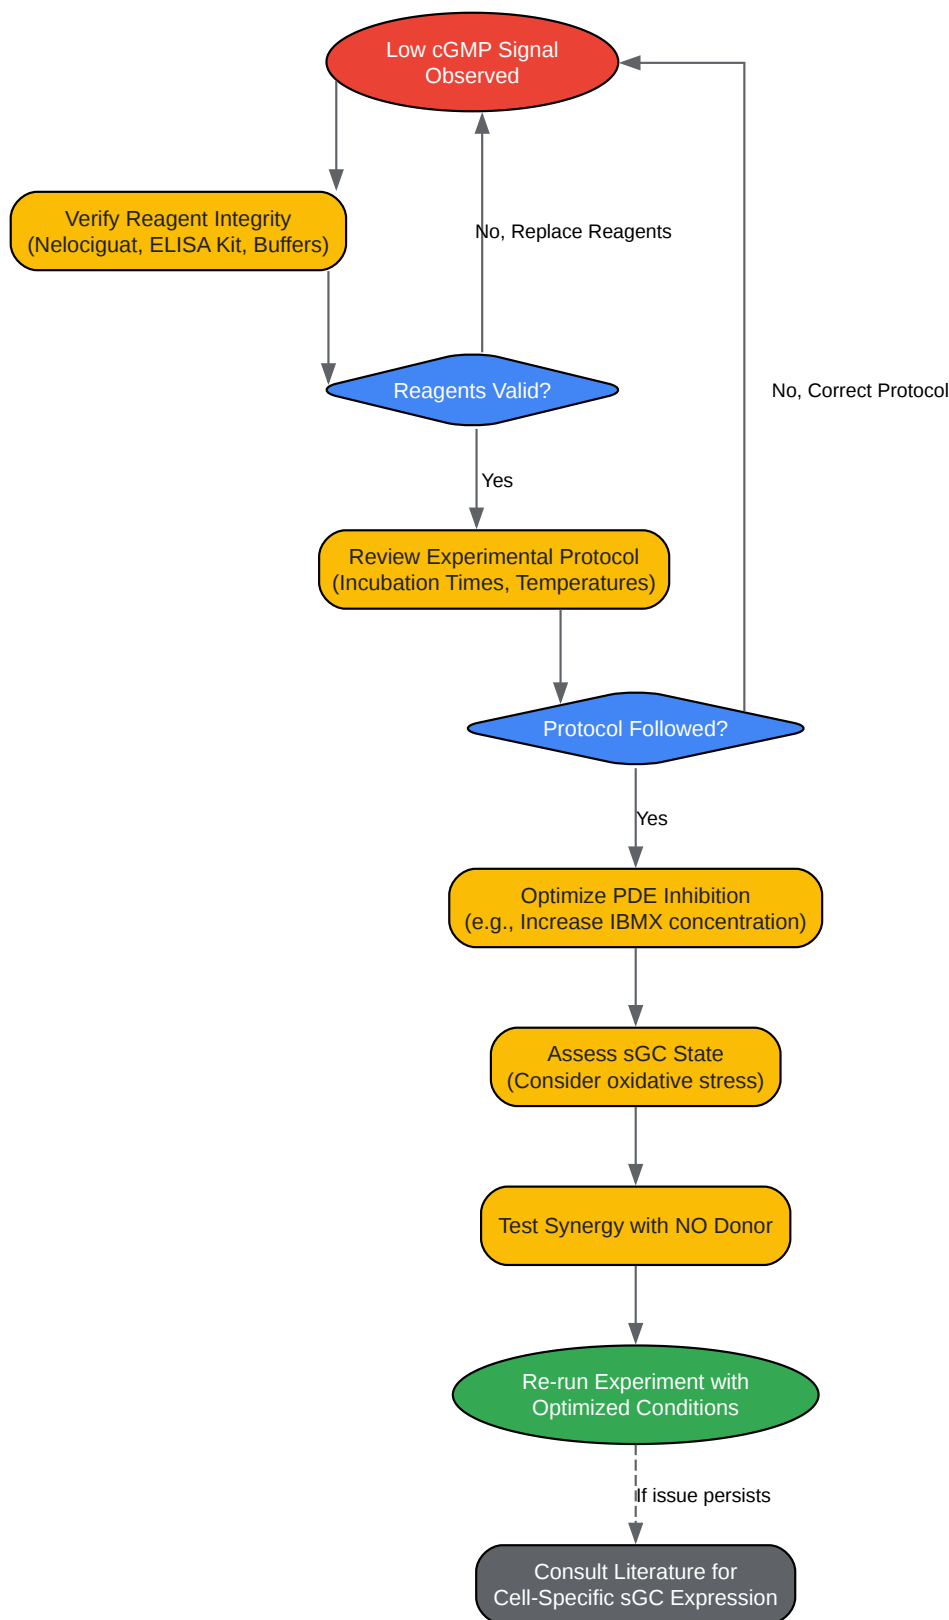 Low cGMP Signal
Observed
Verify Reagent Integrity
(Nelociguat, ELISA Kit, Buffers)
No, Replace Reagents
Reagents Valid?
No, Correct Protocol
Yes
Review Experimental Protocol
(Incubation Times, Temperatures)
Protocol Followed?
Yes
Optimize PDE Inhibition
(e.g., Increase IBMX concentration)
Assess sGC State
(Consider oxidative stress)
Test Synergy with NO Donor
Re-run Experiment with
Optimized Conditions
If issue persists
Consult Literature for
Cell-Specific sGC Expression